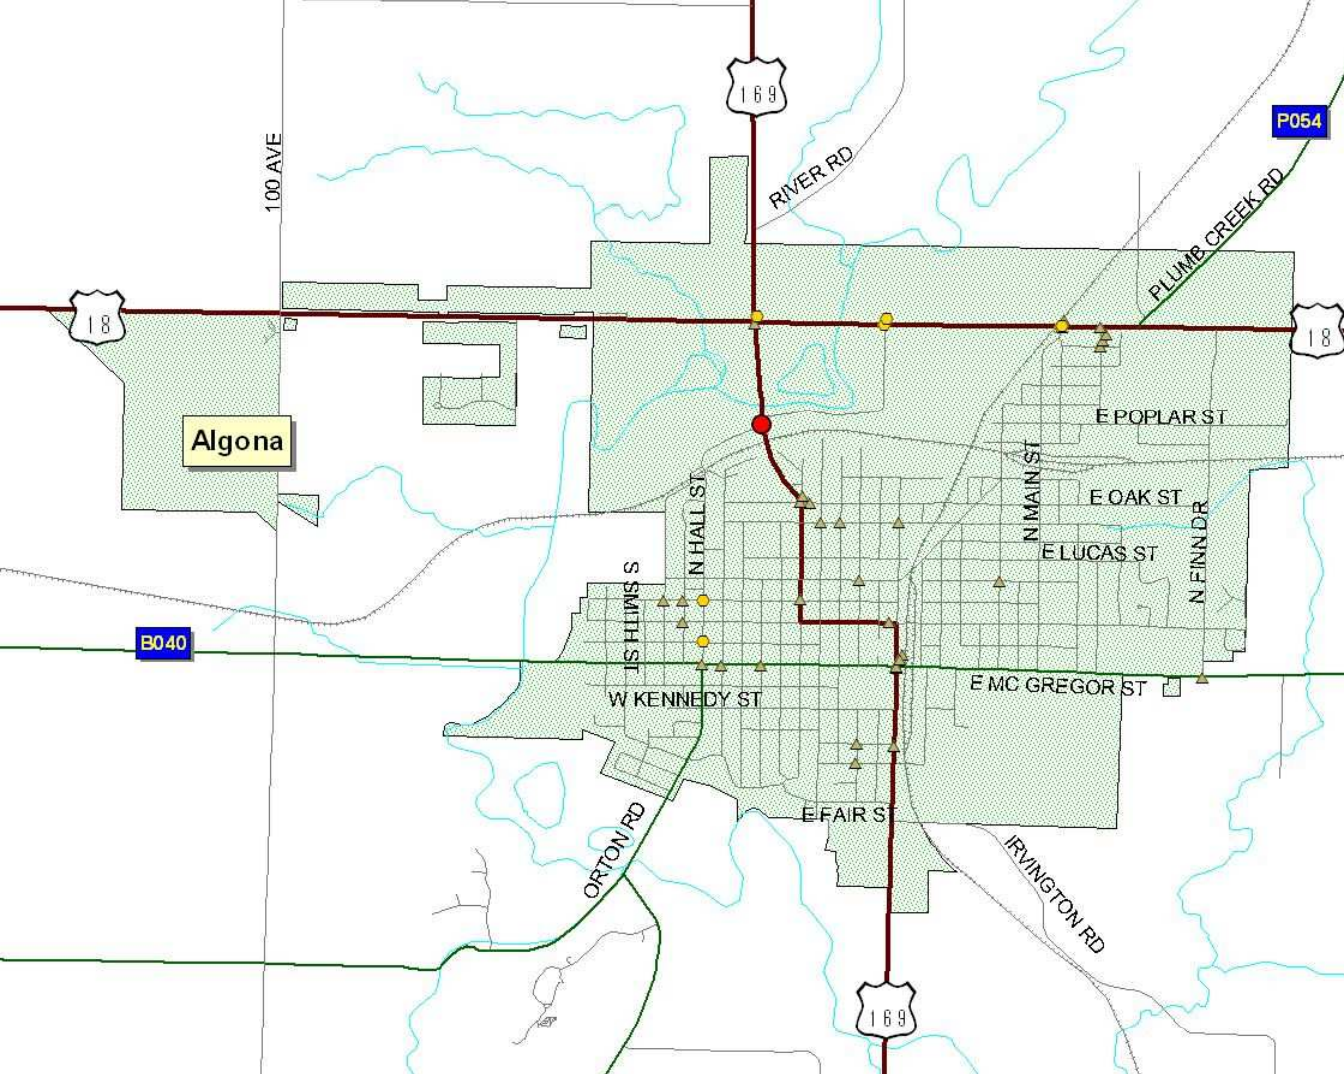 169
P054
100 AVE
RIVER RD
PLUMB CREEK RD
18
18
Algona
E POPLAR ST
N MAIN ST
N HALL ST
E OAK ST
N FINN DR
E LUCAS ST
S SMITH ST
B040
E MC GREGOR ST
W KENNEDY ST
E FAIR ST
ORTON RD
IRVINGTON RD
169